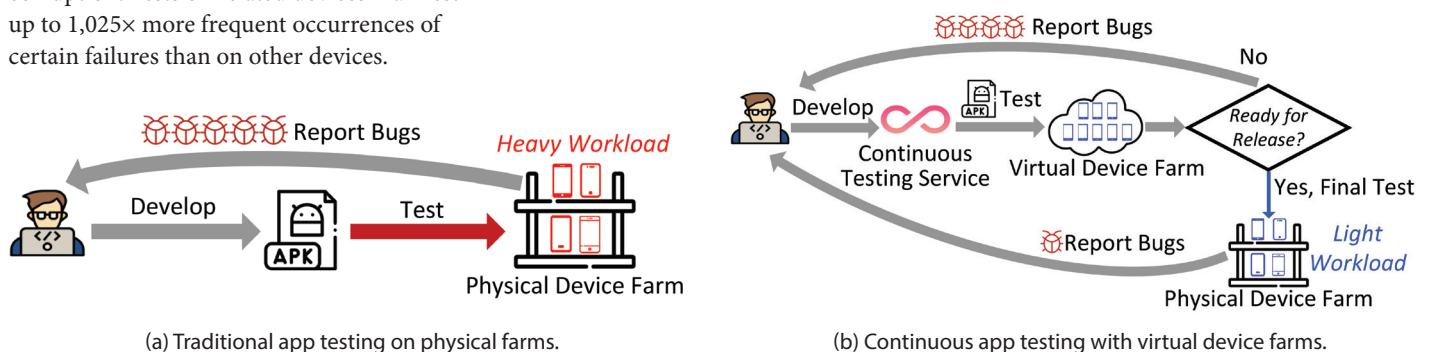 up to 1,025× more frequent occurrences of
certain failures than on other devices.
Report Bugs
Heavy Workload
Develop
Test
APK
Physical Device Farm
(a) Traditional app testing on physical farms.
Report Bugs
No
Develop
APK
Test
Ready for
Release?
Continuous
Testing Service
Virtual Device Farm
Yes, Final Test
Report Bugs
Light
Workload
Physical Device Farm
(b) Continuous app testing with virtual device farms.